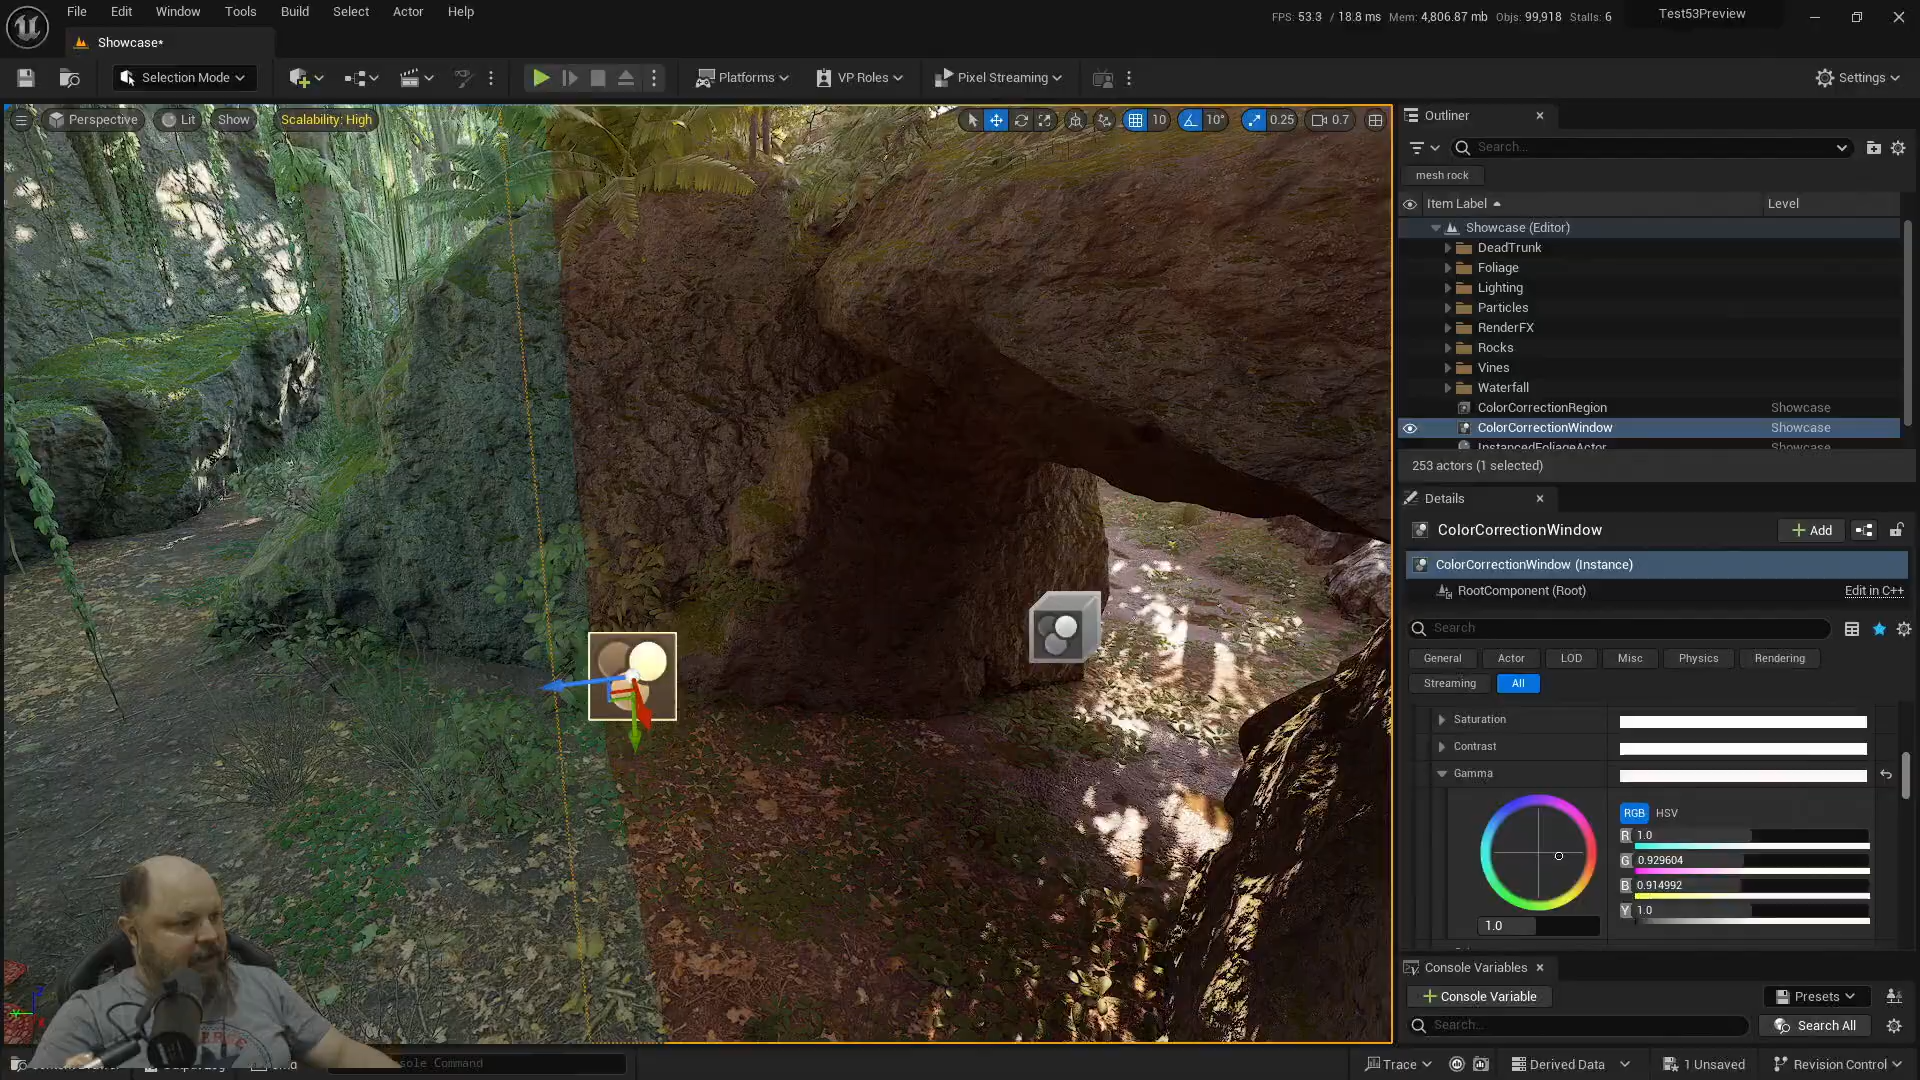 File Edit Window Tools Build Select Actor Help
FPS: 53.3 / 18.8 ms Mem: 4,806.87 mb Objs: 99,918 Stalls: 6
Test53Preview
Showcase*
Selection Mode
Platforms
VP Roles
Pixel Streaming
Settings
Perspective
Lit
Show
Scalability: High
10
10°
0.25
0.7
Outliner
Search...
mesh rock
Item Label
Level
Showcase (Editor)
DeadTrunk
Foliage
Lighting
Particles
RenderFX
Rocks
Vines
Waterfall
ColorCorrectionRegion Showcase
ColorCorrectionWindow Showcase
InstancedFoliageActor Showcase
253 actors (1 selected)
Details
ColorCorrectionWindow
Add
ColorCorrectionWindow (Instance)
RootComponent (Root)
Edit in C++
Search
General Actor LOD Misc Physics Rendering
Streaming All
Saturation
Contrast
Gamma
RGB HSV
R 1.0
G 0.929604
B 0.914992
Y 1.0
1.0
Console Variables
Console Variable
Presets
Search...
Search All
Console Command
Trace
Derived Data
1 Unsaved
Revision Control